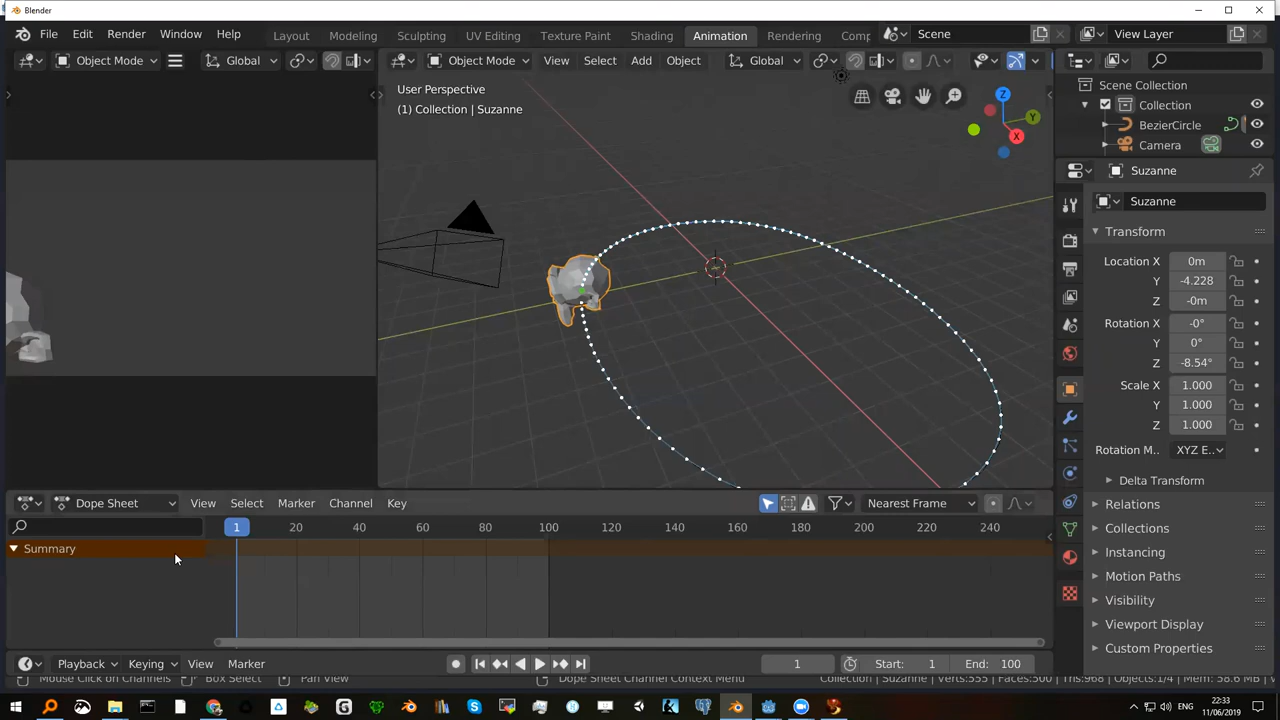 Blender
File Edit Render Window Help Layout Modeling Sculpting UV Editing Texture Paint Shading Animation Rendering Comp Scene View Layer
Object Mode Global Object Mode View Select Add Object Global
User Perspective
(1) Collection | Suzanne
Z
Y
X
Scene Collection
Collection
BezierCircle
Camera
Suzanne
Suzanne
Transform
Location X 0m
Y -4.228
Z -0m
Rotation X -0°
Y 0°
Z -8.54°
Scale X 1.000
Y 1.000
Z 1.000
Rotation M.. XYZ E..
Delta Transform
Relations
Collections
Instancing
Motion Paths
Visibility
Viewport Display
Custom Properties
Dope Sheet View Select Marker Channel Key Nearest Frame
1 20 40 60 80 100 120 140 160 180 200 220 240
Summary
Playback Keying View Marker 1 Start: 1 End: 100
Mouse Click on Channels Box Select Pan View Dope Sheet Channel Context Menu Collection | Suzanne | Verts:555 | Faces:500 | Tris:968 | Objects:1/4 | Mem: 58.6 MB
ENG
22:33
11/06/2019